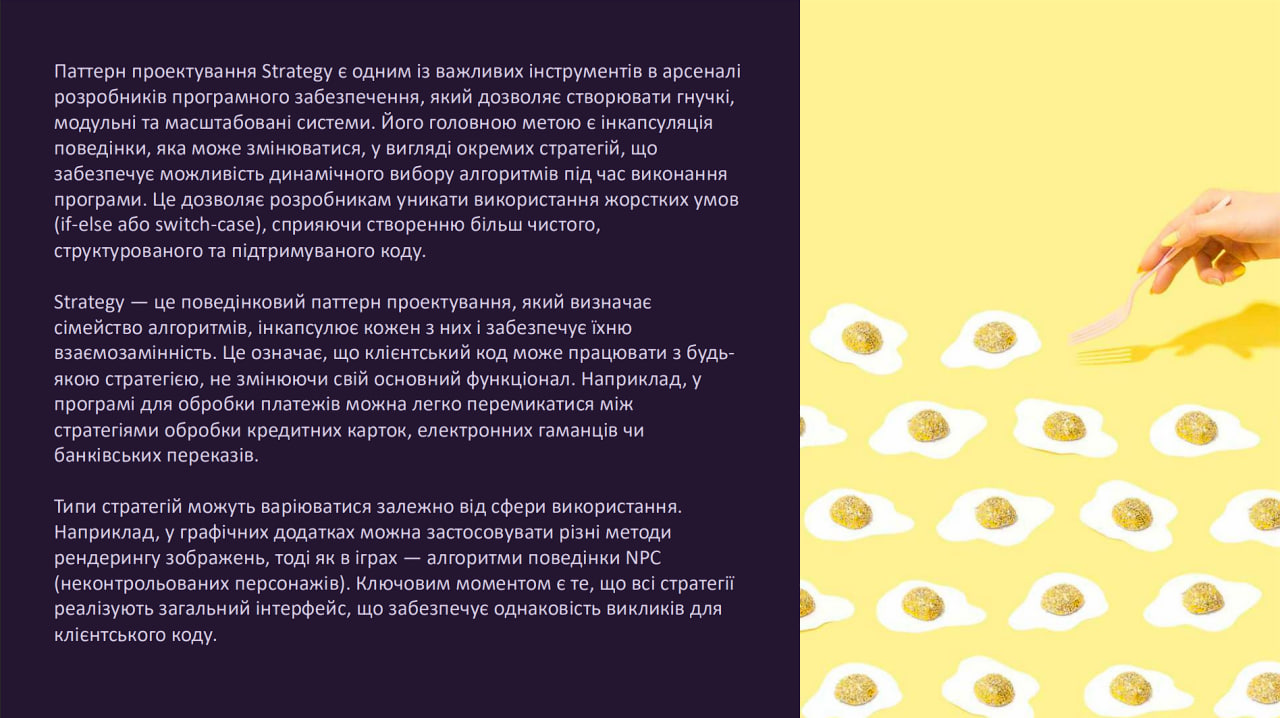 Паттерн проектування Strategy є одним із важливих інструментів в арсеналі
розробників програмного забезпечення, який дозволяє створювати гнучкі,
модульні та масштабовані системи. Його головною метою є інкапсуляція
поведінки, яка може змінюватися, у вигляді окремих стратегій, що
забезпечує можливість динамічного вибору алгоритмів під час виконання
програми. Це дозволяє розробникам уникати використання жорстких умов
(if-else або switch-case), сприяючи створенню більш чистого,
структурованого та підтримуваного коду.
Strategy — це поведінковий паттерн проектування, який визначає
сімейство алгоритмів, інкапсулює кожен з них і забезпечує їхню
взаємозамінність. Це означає, що клієнтський код може працювати з будь-
якою стратегією, не змінюючи свій основний функціонал. Наприклад, у
програмі для обробки платежів можна легко перемикатися між
стратегіями обробки кредитних карток, електронних гаманців чи
банківських переказів.
Типи стратегій можуть варіюватися залежно від сфери використання.
Наприклад, у графічних додатках можна застосовувати різні методи
рендерингу зображень, тоді як в іграх — алгоритми поведінки NPC
(неконтрольованих персонажів). Ключовим моментом є те, що всі стратегії
реалізують загальний інтерфейс, що забезпечує однаковість викликів для
клієнтського коду.